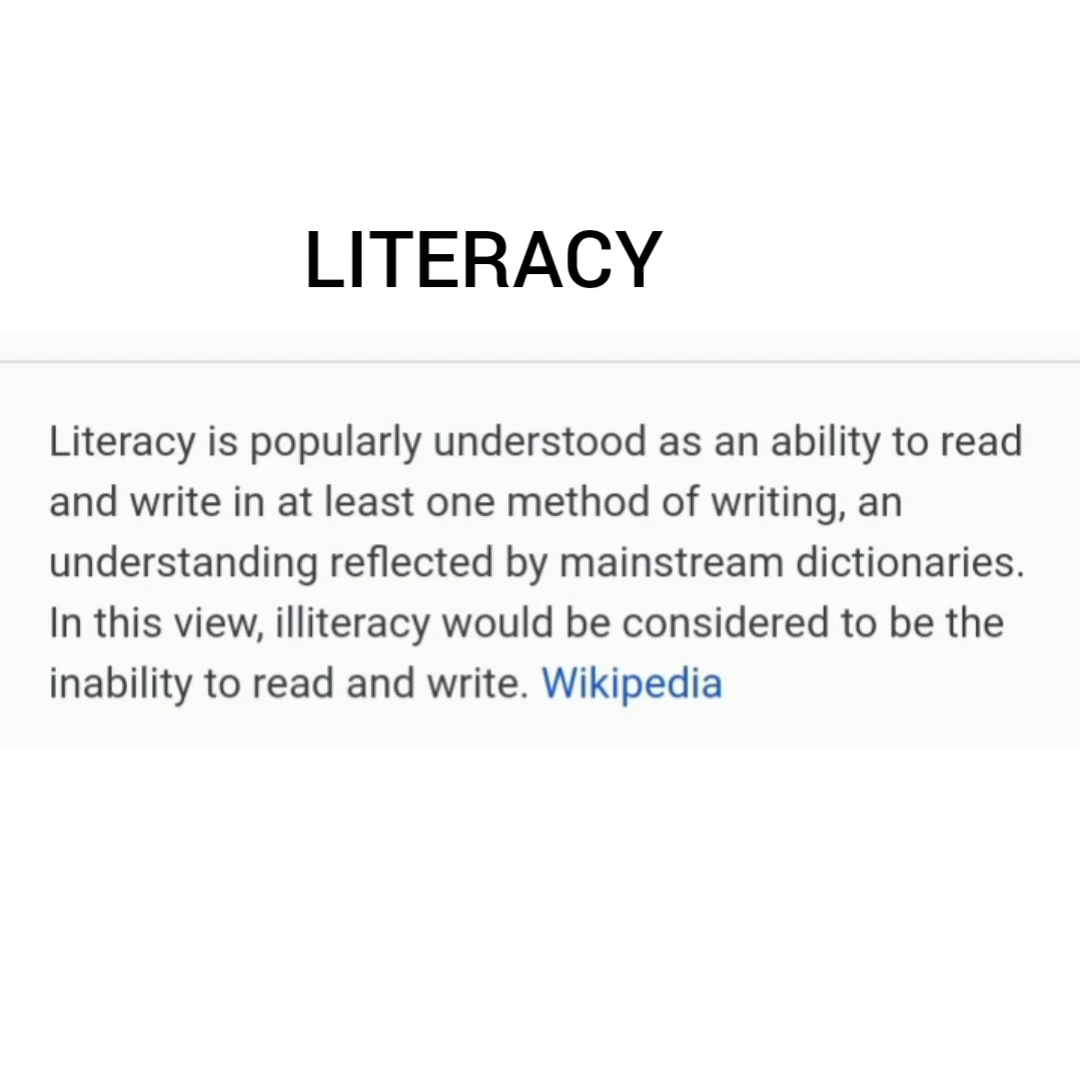 LITERACY
Literacy is popularly understood as an ability to read
and write in at least one method of writing, an
understanding reflected by mainstream dictionaries.
In this view, illiteracy would be considered to be the
inability to read and write. Wikipedia